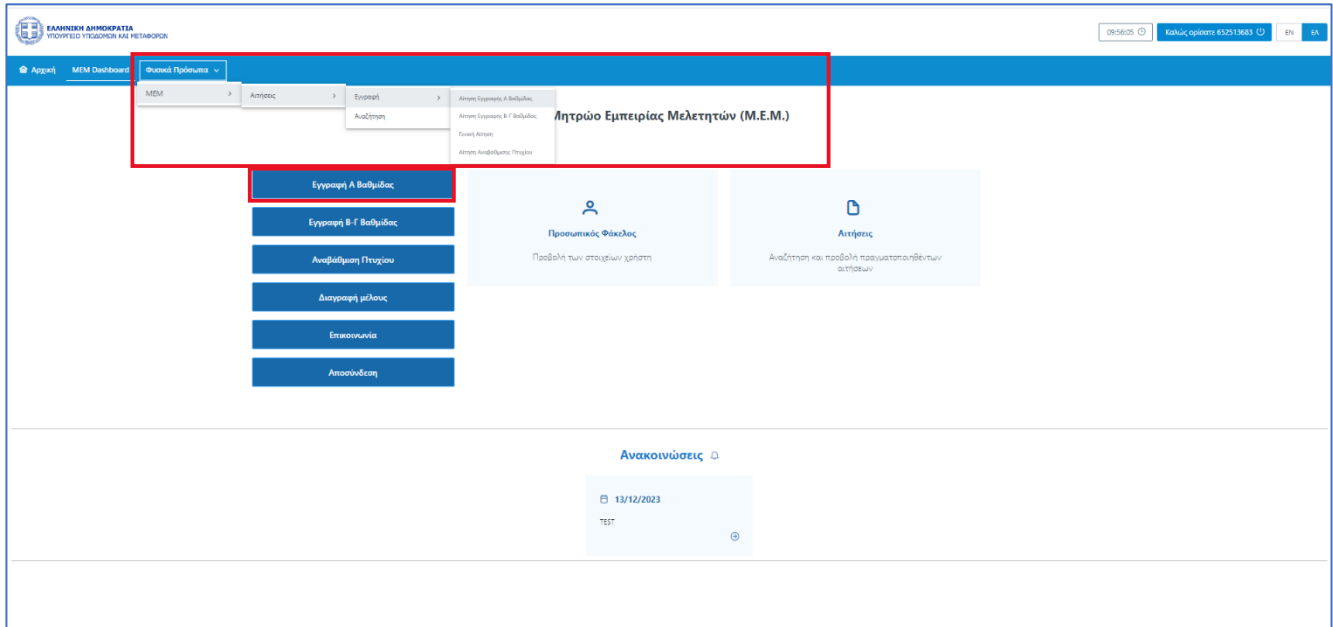 ΕΛΛΗΝΙΚΗ ΔΗΜΟΚΡΑΤΙΑ
ΥΠΟΥΡΓΕΙΟ ΥΠΟΔΟΜΩΝ ΚΑΙ ΜΕΤΑΦΟΡΩΝ
09:56:05
Καλώς ορίσατε 652513683
EN
ΕΛ
Αρχική
MEM Dashboard
Φυσικά Πρόσωπα
MEM
Αιτήσεις
Εγγραφή
Αναζήτηση
Αίτηση Εγγραφής Α Βαθμίδας
Αίτηση Εγγραφής Β-Γ Βαθμίδας
Γενική Αίτηση
Αίτηση Αναβάθμισης Πτυχίου
Μητρώο Εμπειρίας Μελετητών (Μ.Ε.Μ.)
Εγγραφή Α Βαθμίδας
Εγγραφή Β-Γ Βαθμίδας
Αναβάθμιση Πτυχίου
Διαγραφή μέλους
Επικοινωνία
Αποσύνδεση
Προσωπικός Φάκελος
Προβολή των στοιχείων χρήστη
Αιτήσεις
Αναζήτηση και προβολή πραγματοποιηθέντων
αιτήσεων
Ανακοινώσεις
13/12/2023
TEST